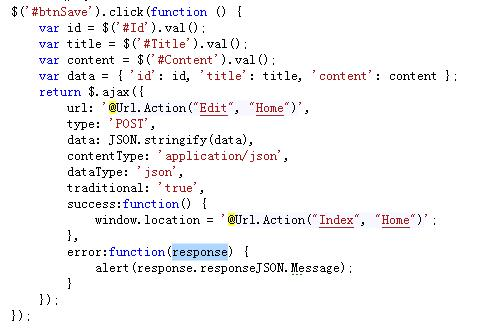 $('#btnSave').click(function () {
    var id = $('#Id').val();
    var title = $('#Title').val();
    var content = $('#Content').val();
    var data = { 'id': id, 'title': title, 'content': content };
    return $.ajax({
        url: '@Url.Action("Edit", "Home")',
        type: 'POST',
        data: JSON.stringify(data),
        contentType: 'application/json',
        dataType: 'json',
        traditional: 'true',
        success:function() {
            window.location = '@Url.Action("Index", "Home")';
        },
        error:function(response) {
            alert(response.responseJSON.Message);
        }
    });
});